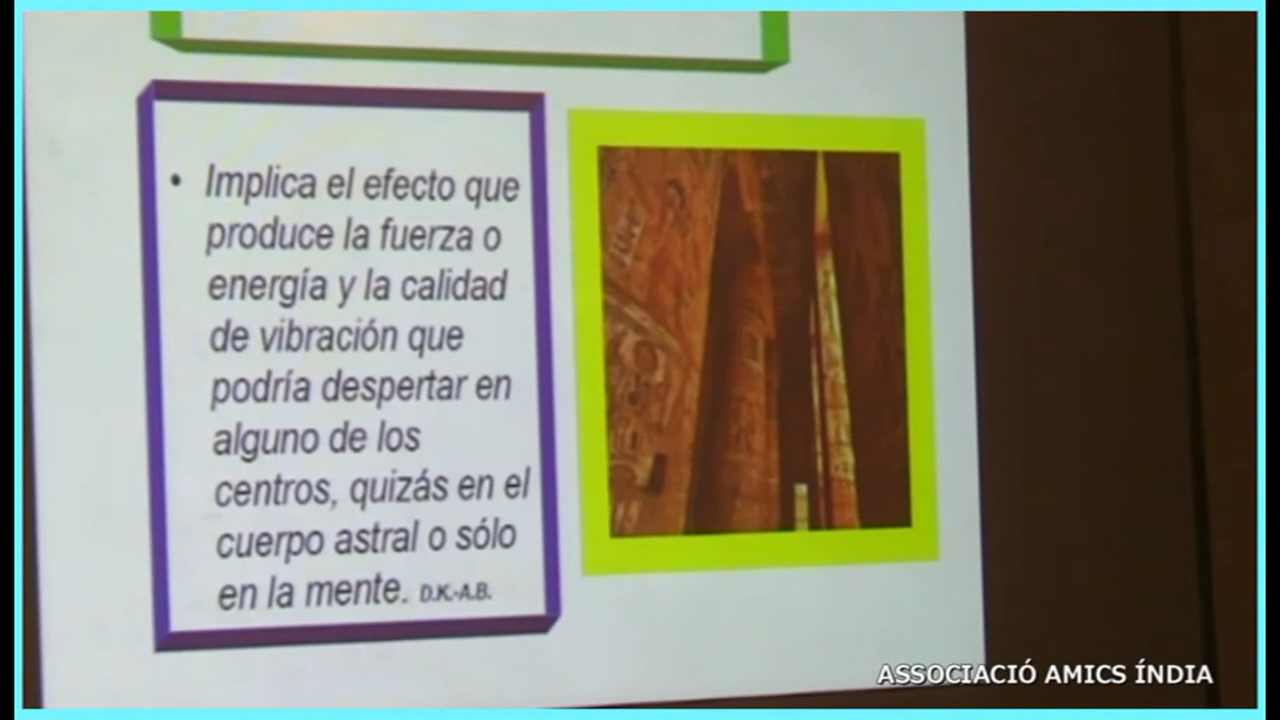 • Implica el efecto que
produce la fuerza o
energía y la calidad
de vibración que
podría despertar en
alguno de los
centros, quizás en el
cuerpo astral o sólo
en la mente. D.K.-A.B.
ASSOCIACIÓ AMICS ÍNDIA